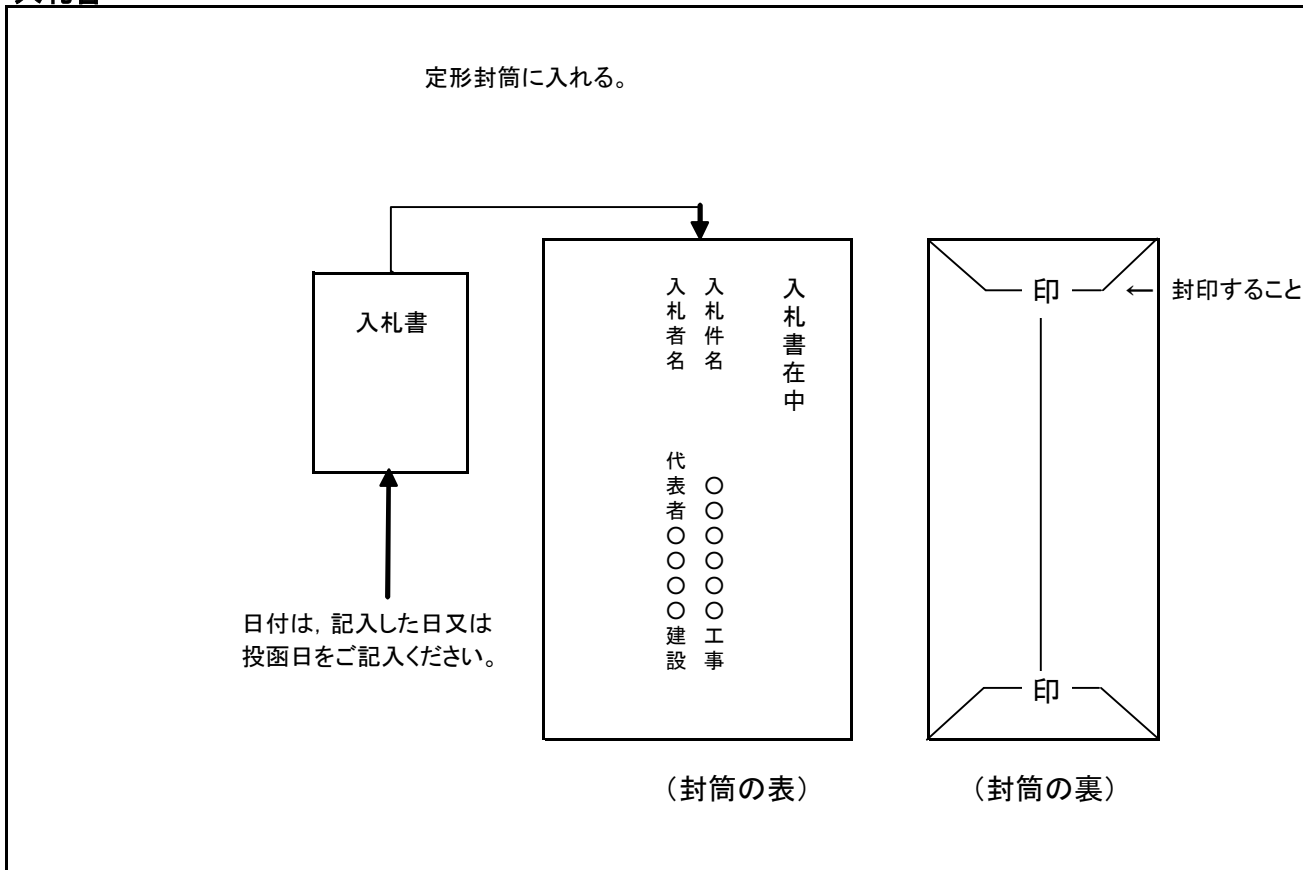 定形封筒に入れる。
入札書
日付は，記入した日又は
投函日をご記入ください。
入札書在中
入札件名　〇〇〇〇〇〇工事
入札者名　代表者〇〇〇〇建設
（封筒の表）
印
← 封印すること
印
（封筒の裏）